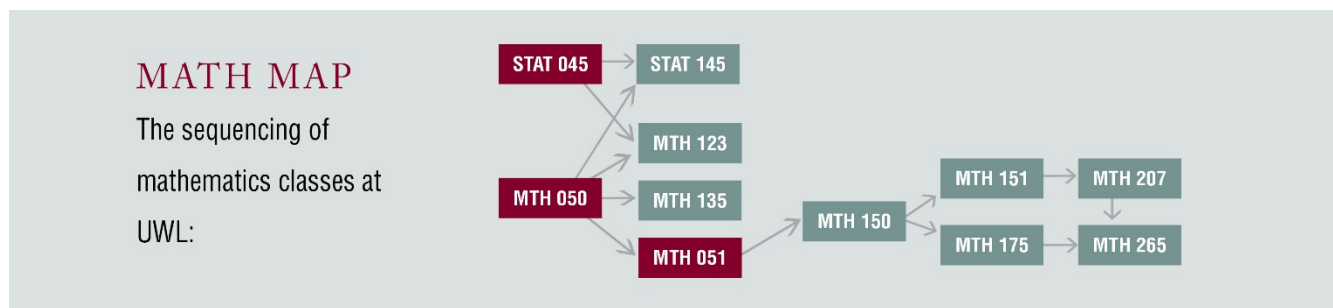 MATH MAP
The sequencing of
mathematics classes at
UWL:
STAT 045
STAT 145
MTH 123
MTH 050
MTH 135
MTH 051
MTH 150
MTH 151
MTH 207
MTH 175
MTH 265